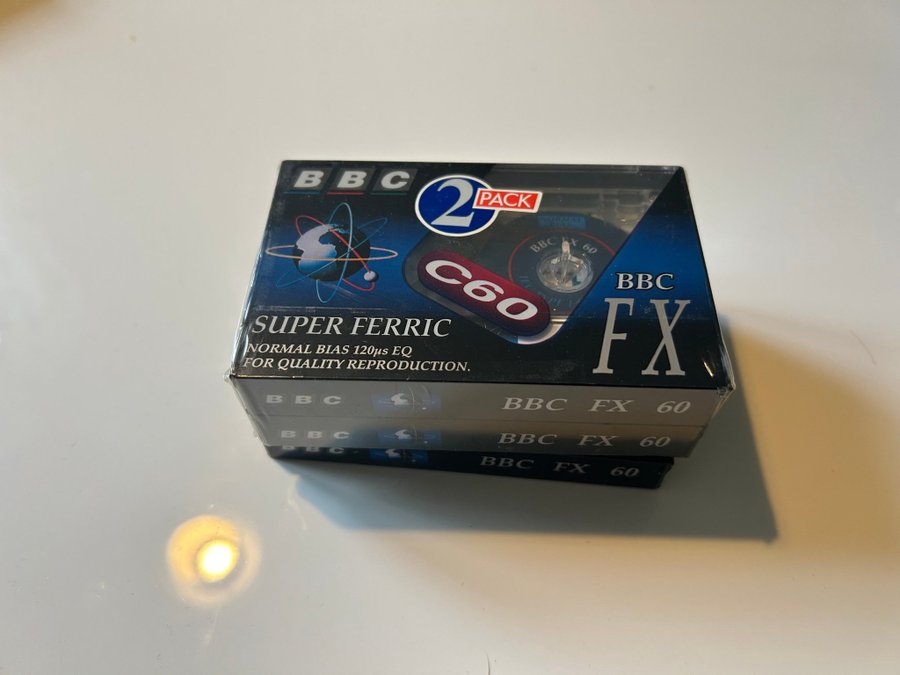 BBC
2 PACK
BBC FX 60
C60
BBC
FX
SUPER FERRIC
NORMAL BIAS 120µs EQ
FOR QUALITY REPRODUCTION.
BBC BBC FX 60
BBC BBC FX 60
BBC BBC FX 60